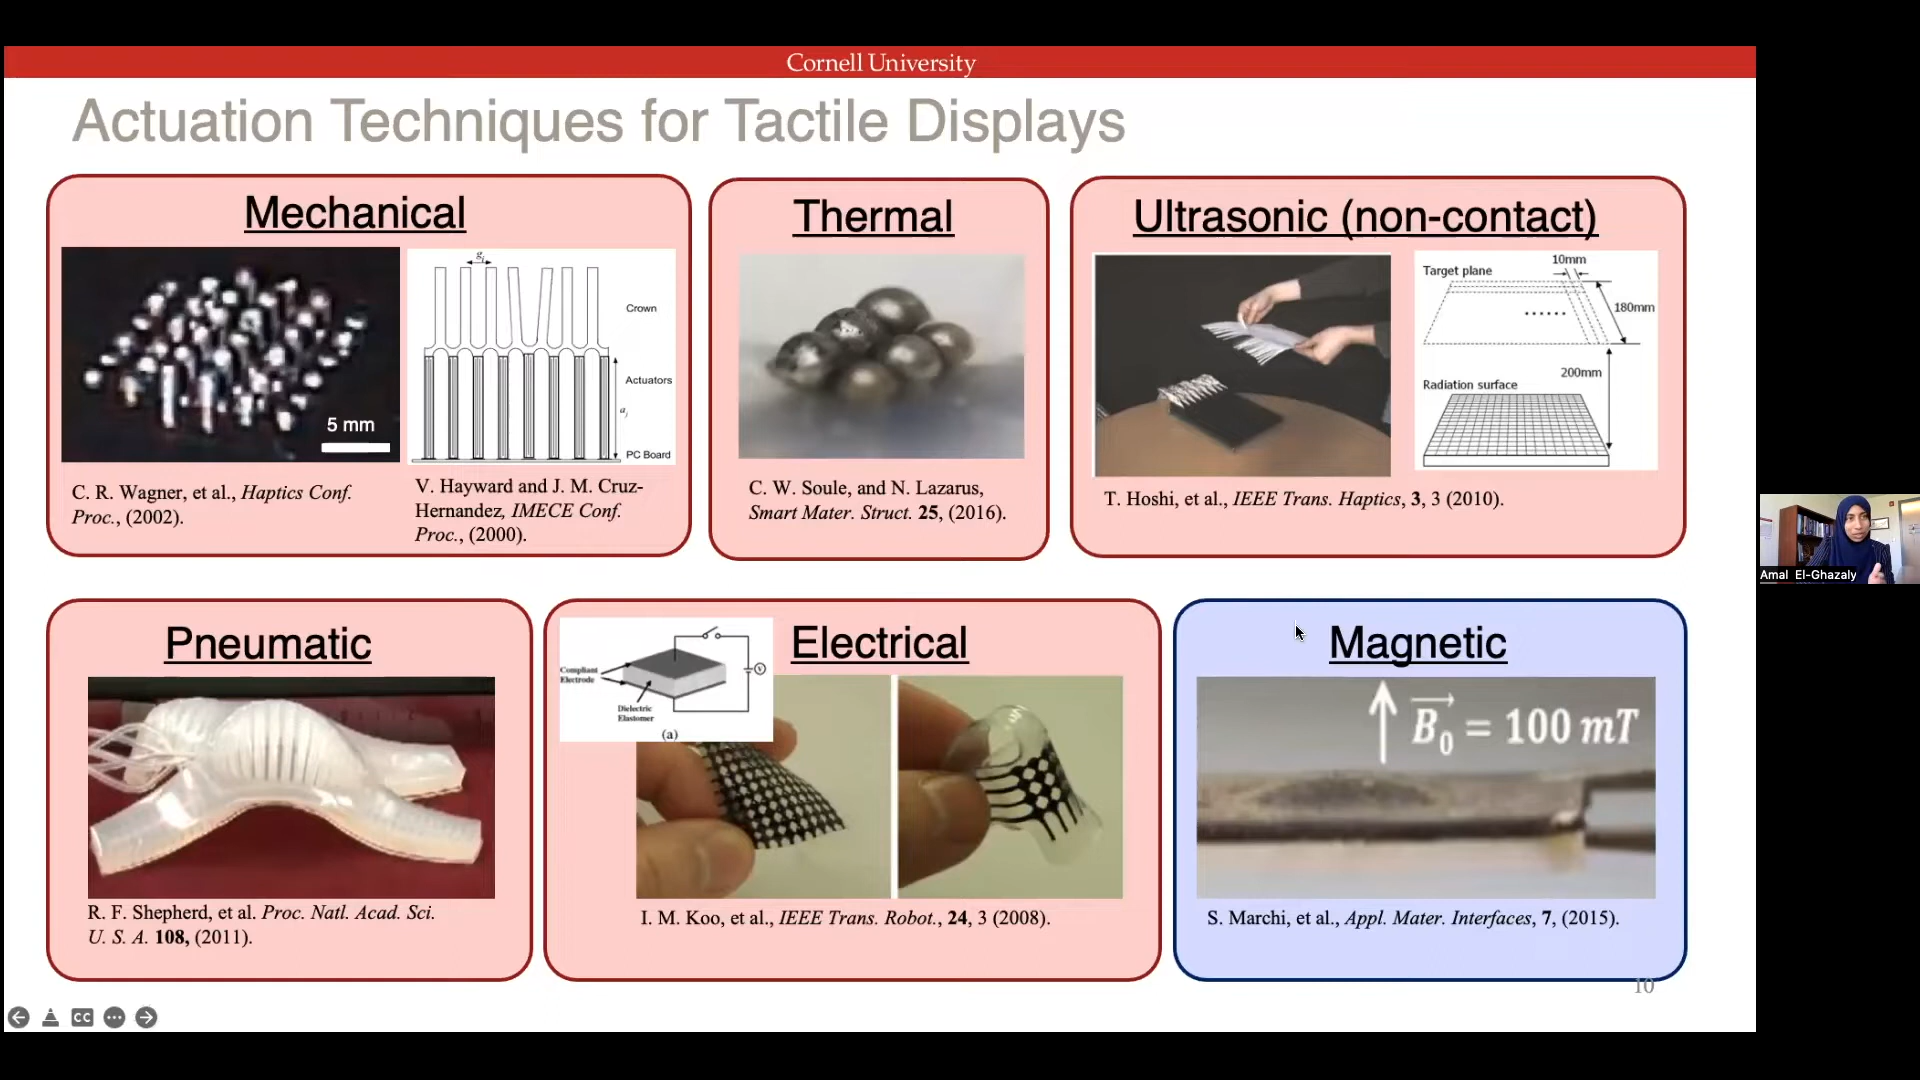 Cornell University
Actuation Techniques for Tactile Displays
Mechanical
5 mm
g_i
Crown
Actuators
a_j
PC Board
C. R. Wagner, et al., Haptics Conf.
Proc., (2002).
V. Hayward and J. M. Cruz-
Hernandez, IMECE Conf.
Proc., (2000).
Thermal
C. W. Soule, and N. Lazarus,
Smart Mater. Struct. 25, (2016).
Ultrasonic (non-contact)
10mm
Target plane
180mm
200mm
Radiation surface
T. Hoshi, et al., IEEE Trans. Haptics, 3, 3 (2010).
Pneumatic
R. F. Shepherd, et al. Proc. Natl. Acad. Sci.
U. S. A. 108, (2011).
Electrical
Compliant
Electrode
V
Dielectric
Elastomer
(a)
I. M. Koo, et al., IEEE Trans. Robot., 24, 3 (2008).
Magnetic
B₀ = 100 mT
S. Marchi, et al., Appl. Mater. Interfaces, 7, (2015).
10
CC
Amal El-Ghazaly